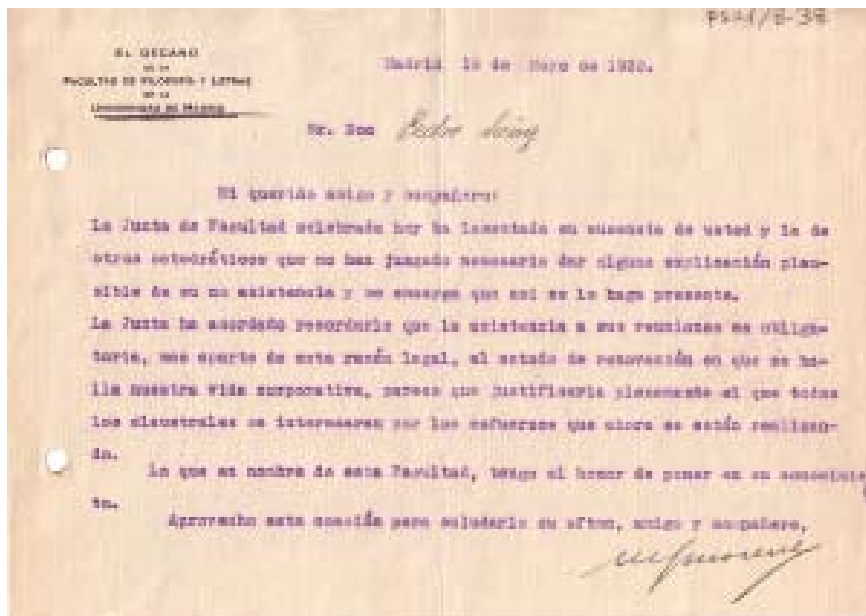 EL DECANO
DE LA
FACULTAD DE FILOSOFÍA Y LETRAS
DE LA
UNIVERSIDAD DE MADRID
Madrid 1 de Mayo de 19
Sr. Don Pedro
Mi querido amigo y compañero:
La Junta de Facultad celebrada hoy ha lamentado su ausencia de usted y la de
otros catedráticos que no han juzgado necesario dar alguna explicación plau-
sible de su no asistencia y me encarga que así se lo haga presente.
La Junta ha acordado recordarle que la asistencia a sus reuniones es obliga-
toria, mas aparte de esta razón legal, el estado de renovación en que se ha-
lla nuestra vida corporativa, parece que justificaría plenamente el que todos
los claustrales se interesaran por los esfuerzos que ahora se están realizan-
do.
Lo que en nombre de esta Facultad, tengo el honor de poner en su conocimien
to.
Aprovecho esta ocasión para saludarle su aftmo. amigo y compañero,